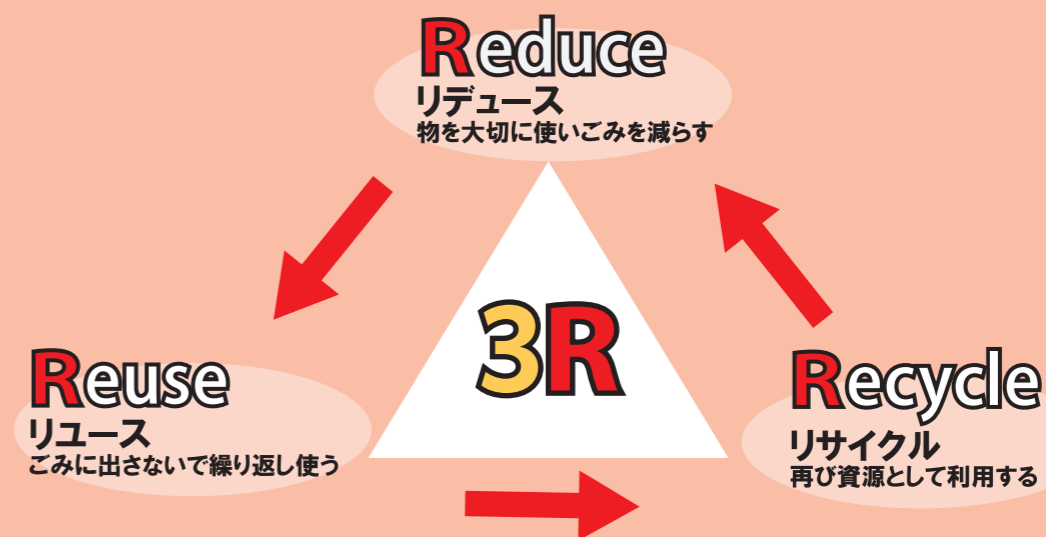 Reduce
リデュース
物を大切に使いごみを減らす
3R
Reuse
リユース
ごみに出さないで繰り返し使う
Recycle
リサイクル
再び資源として利用する